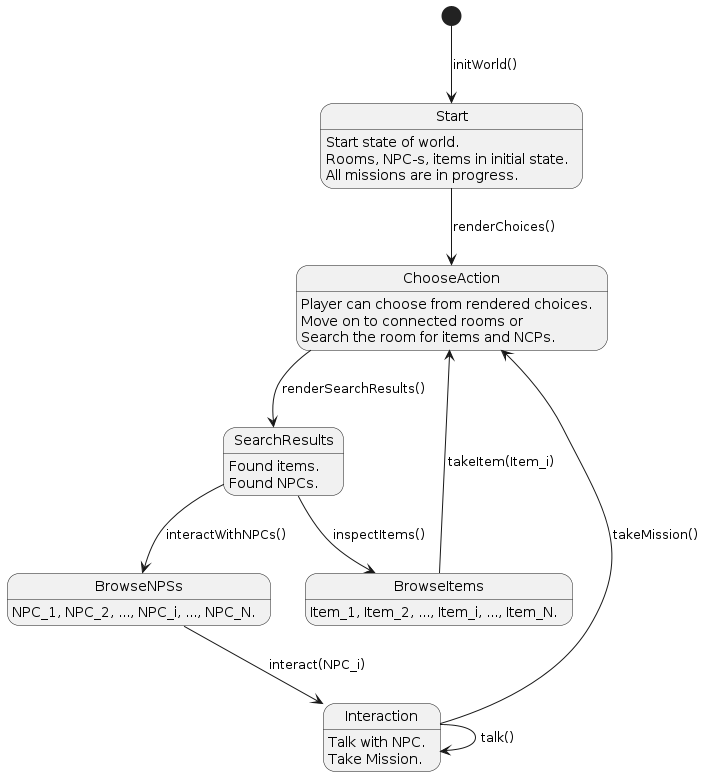 initWorld()
Start
Start state of world.
Rooms, NPC-s, items in initial state.
All missions are in progress.
renderChoices()
ChooseAction
Player can choose from rendered choices.
Move on to connected rooms or
Search the room for items and NCPs.
renderSearchResults()
SearchResults
Found items.
Found NPCs.
takeItem(Item_i)
interactWithNPCs()
inspectItems()
takeMission()
BrowseNPSs
NPC_1, NPC_2, ..., NPC_i, ..., NPC_N.
BrowseItems
Item_1, Item_2, ..., Item_i, ..., Item_N.
interact(NPC_i)
Interaction
Talk with NPC.
Take Mission.
talk()